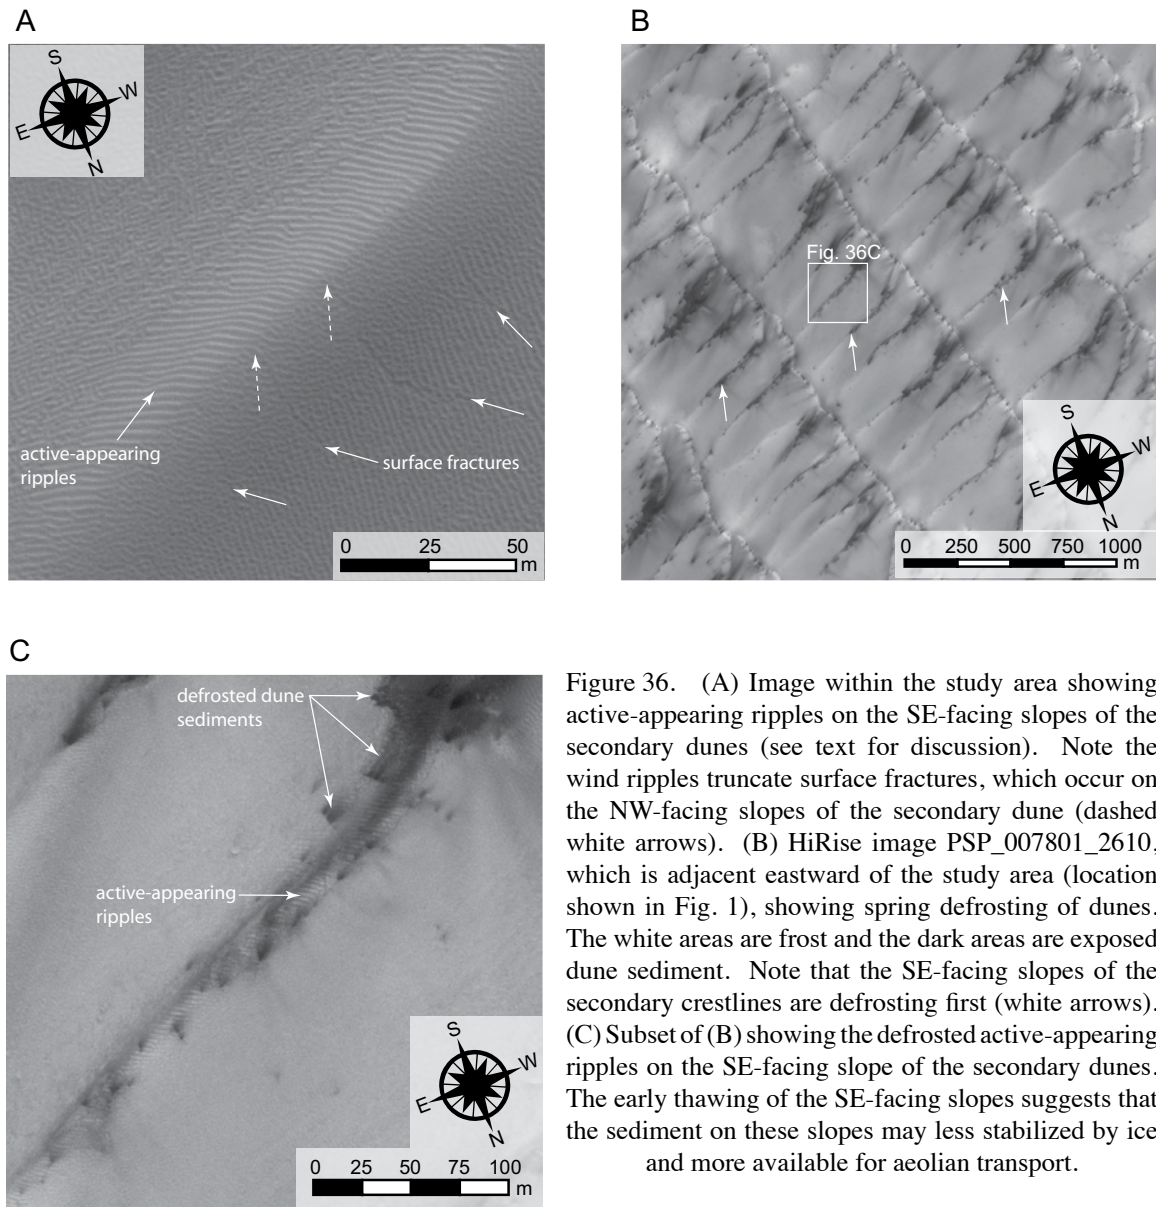 A
S
W
E
N
active-appearing
ripples
surface fractures
0 25 50
m
B
Fig. 36C
S
W
E
N
0 250 500 750 1000
m
C
defrosted dune
sediments
active-appearing
ripples
S
W
E
N
0 25 50 75 100
m
Figure 36. (A) Image within the study area showing
active-appearing ripples on the SE-facing slopes of the
secondary dunes (see text for discussion). Note the
wind ripples truncate surface fractures, which occur on
the NW-facing slopes of the secondary dune (dashed
white arrows). (B) HiRise image PSP_007801_2610,
which is adjacent eastward of the study area (location
shown in Fig. 1), showing spring defrosting of dunes.
The white areas are frost and the dark areas are exposed
dune sediment. Note that the SE-facing slopes of the
secondary crestlines are defrosting first (white arrows).
(C) Subset of (B) showing the defrosted active-appearing
ripples on the SE-facing slope of the secondary dunes.
The early thawing of the SE-facing slopes suggests that
the sediment on these slopes may less stabilized by ice
and more available for aeolian transport.